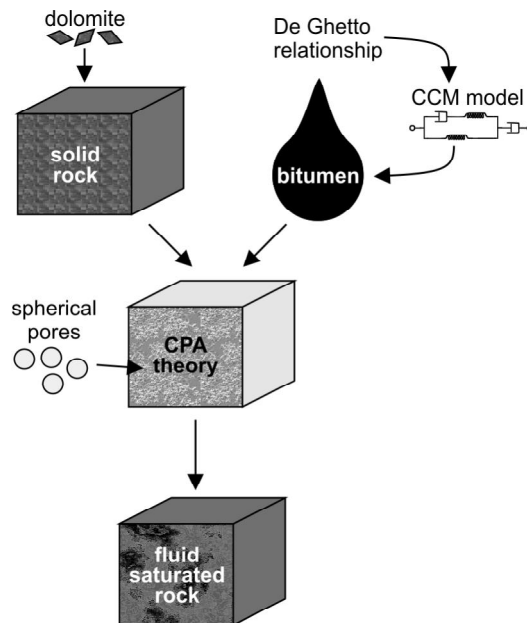 dolomite
De Ghetto
relationship
CCM model
solid
rock
bitumen
spherical
pores
CPA
theory
fluid
saturated
rock